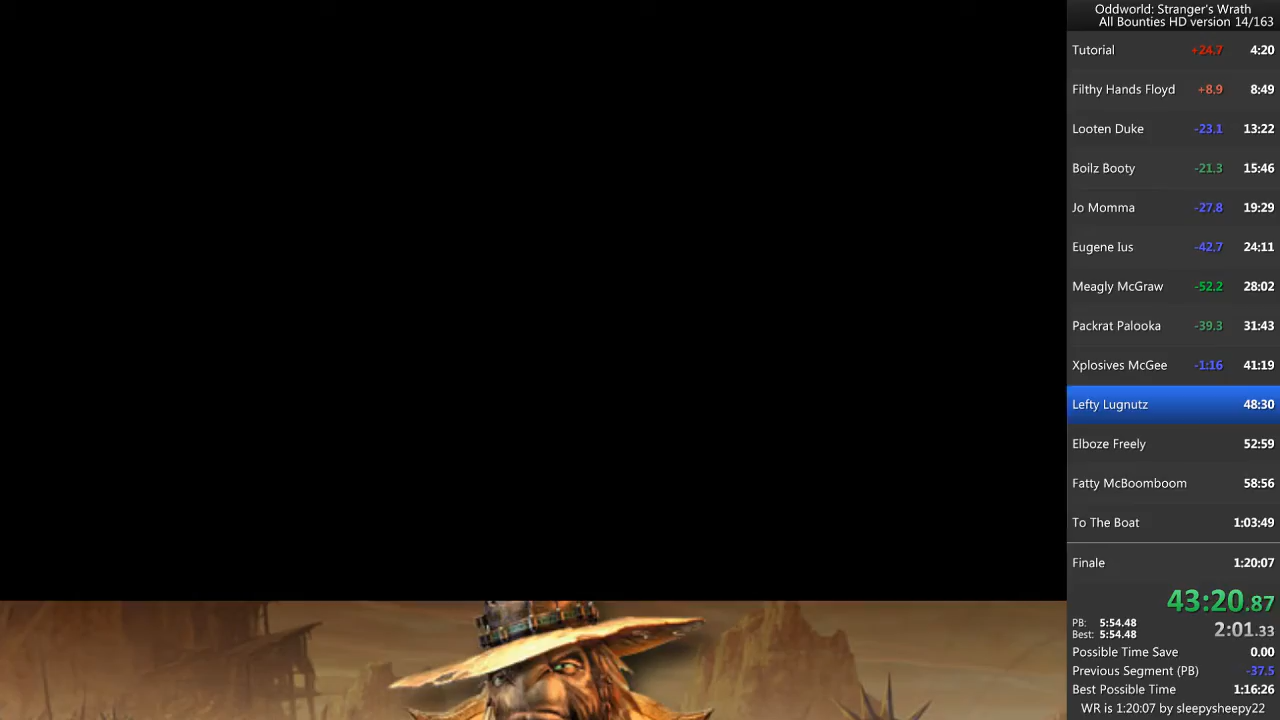 Oddworld: Stranger's Wrath
All Bounties HD version 14/163
Tutorial +24.7 4:20
Filthy Hands Floyd +8.9 8:49
Looten Duke -23.1 13:22
Boilz Booty -21.3 15:46
Jo Momma -27.8 19:29
Eugene Ius -42.7 24:11
Meagly McGraw -52.2 28:02
Packrat Palooka -39.3 31:43
Xplosives McGee -1:16 41:19
Lefty Lugnutz 48:30
Elboze Freely 52:59
Fatty McBoomboom 58:56
To The Boat 1:03:49
Finale 1:20:07
43:20.87
PB: 5:54.48
Best: 5:54.48
2:01.33
Possible Time Save 0.00
Previous Segment (PB) -37.5
Best Possible Time 1:16:26
WR is 1:20:07 by sleepysheepy22